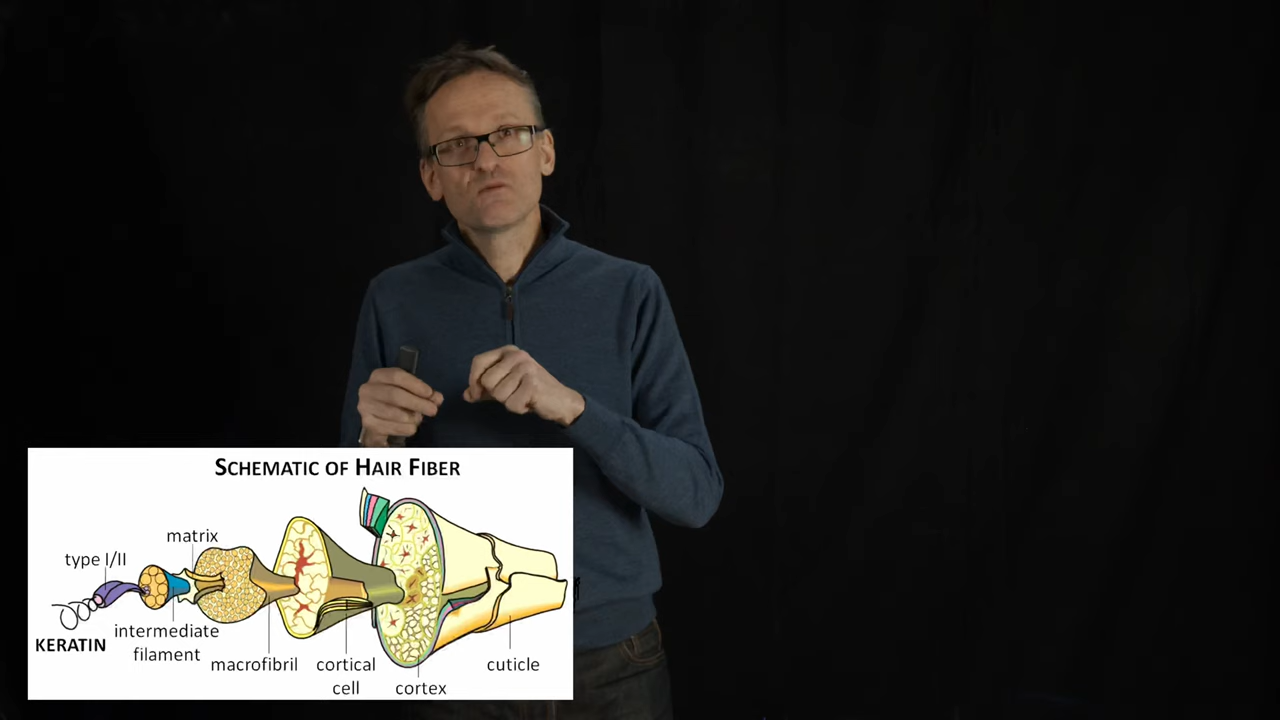 SCHEMATIC OF HAIR FIBER
matrix
type I/II
KERATIN
intermediate
filament
macrofibril
cortical
cell
cortex
cuticle